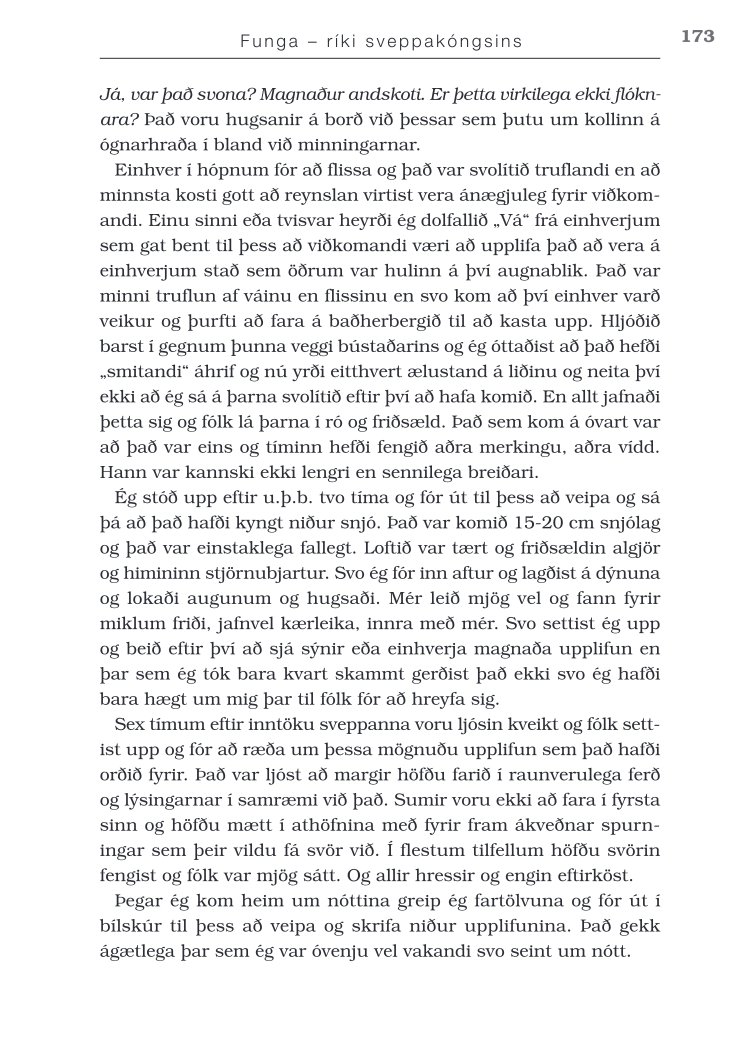 Funga – ríki sveppakóngsins
173
Já, var það svona? Magnaður andskoti. Er þetta virkilega ekki flókn-
ara? Það voru hugsanir á borð við þessar sem þutu um kollinn á
ógnarhraða í bland við minningarnar.
Einhver í hópnum fór að flissa og það var svolítið truflandi en að
minnsta kosti gott að reynslan virtist vera ánægjuleg fyrir viðkom-
andi. Einu sinni eða tvisvar heyrði ég dolfallið „Vá“ frá einhverjum
sem gat bent til þess að viðkomandi væri að upplifa það að vera á
einhverjum stað sem öðrum var hulinn á því augnablik. Það var
minni truflun af váinu en flissinu en svo kom að því einhver varð
veikur og þurfti að fara á baðherbergið til að kasta upp. Hljóðið
barst í gegnum þunna veggi bústaðarins og ég óttaðist að það hefði
„smitandi“ áhrif og nú yrði eitthvert ælustand á liðinu og neita því
ekki að ég sá á þarna svolítið eftir því að hafa komið. En allt jafnaði
þetta sig og fólk lá þarna í ró og friðsæld. Það sem kom á óvart var
að það var eins og tíminn hefði fengið aðra merkingu, aðra vídd.
Hann var kannski ekki lengri en sennilega breiðari.
Ég stóð upp eftir u.þ.b. tvo tíma og fór út til þess að veipa og sá
þá að það hafði kyngt niður snjó. Það var komið 15-20 cm snjólag
og það var einstaklega fallegt. Loftið var tært og friðsældin algjör
og himininn stjörnubjartur. Svo ég fór inn aftur og lagðist á dýnuna
og lokaði augunum og hugsaði. Mér leið mjög vel og fann fyrir
miklum friði, jafnvel kærleika, innra með mér. Svo settist ég upp
og beið eftir því að sjá sýnir eða einhverja magnaða upplifun en
þar sem ég tók bara kvart skammt gerðist það ekki svo ég hafði
bara hægt um mig þar til fólk fór að hreyfa sig.
Sex tímum eftir inntöku sveppanna voru ljósin kveikt og fólk sett-
ist upp og fór að ræða um þessa mögnuðu upplifun sem það hafði
orðið fyrir. Það var ljóst að margir höfðu farið í raunverulega ferð
og lýsingarnar í samræmi við það. Sumir voru ekki að fara í fyrsta
sinn og höfðu mætt í athöfnina með fyrir fram ákveðnar spurn-
ingar sem þeir vildu fá svör við. Í flestum tilfellum höfðu svörin
fengist og fólk var mjög sátt. Og allir hressir og engin eftirköst.
Þegar ég kom heim um nóttina greip ég fartölvuna og fór út í
bílskúr til þess að veipa og skrifa niður upplifunina. Það gekk
ágætlega þar sem ég var óvenju vel vakandi svo seint um nótt.